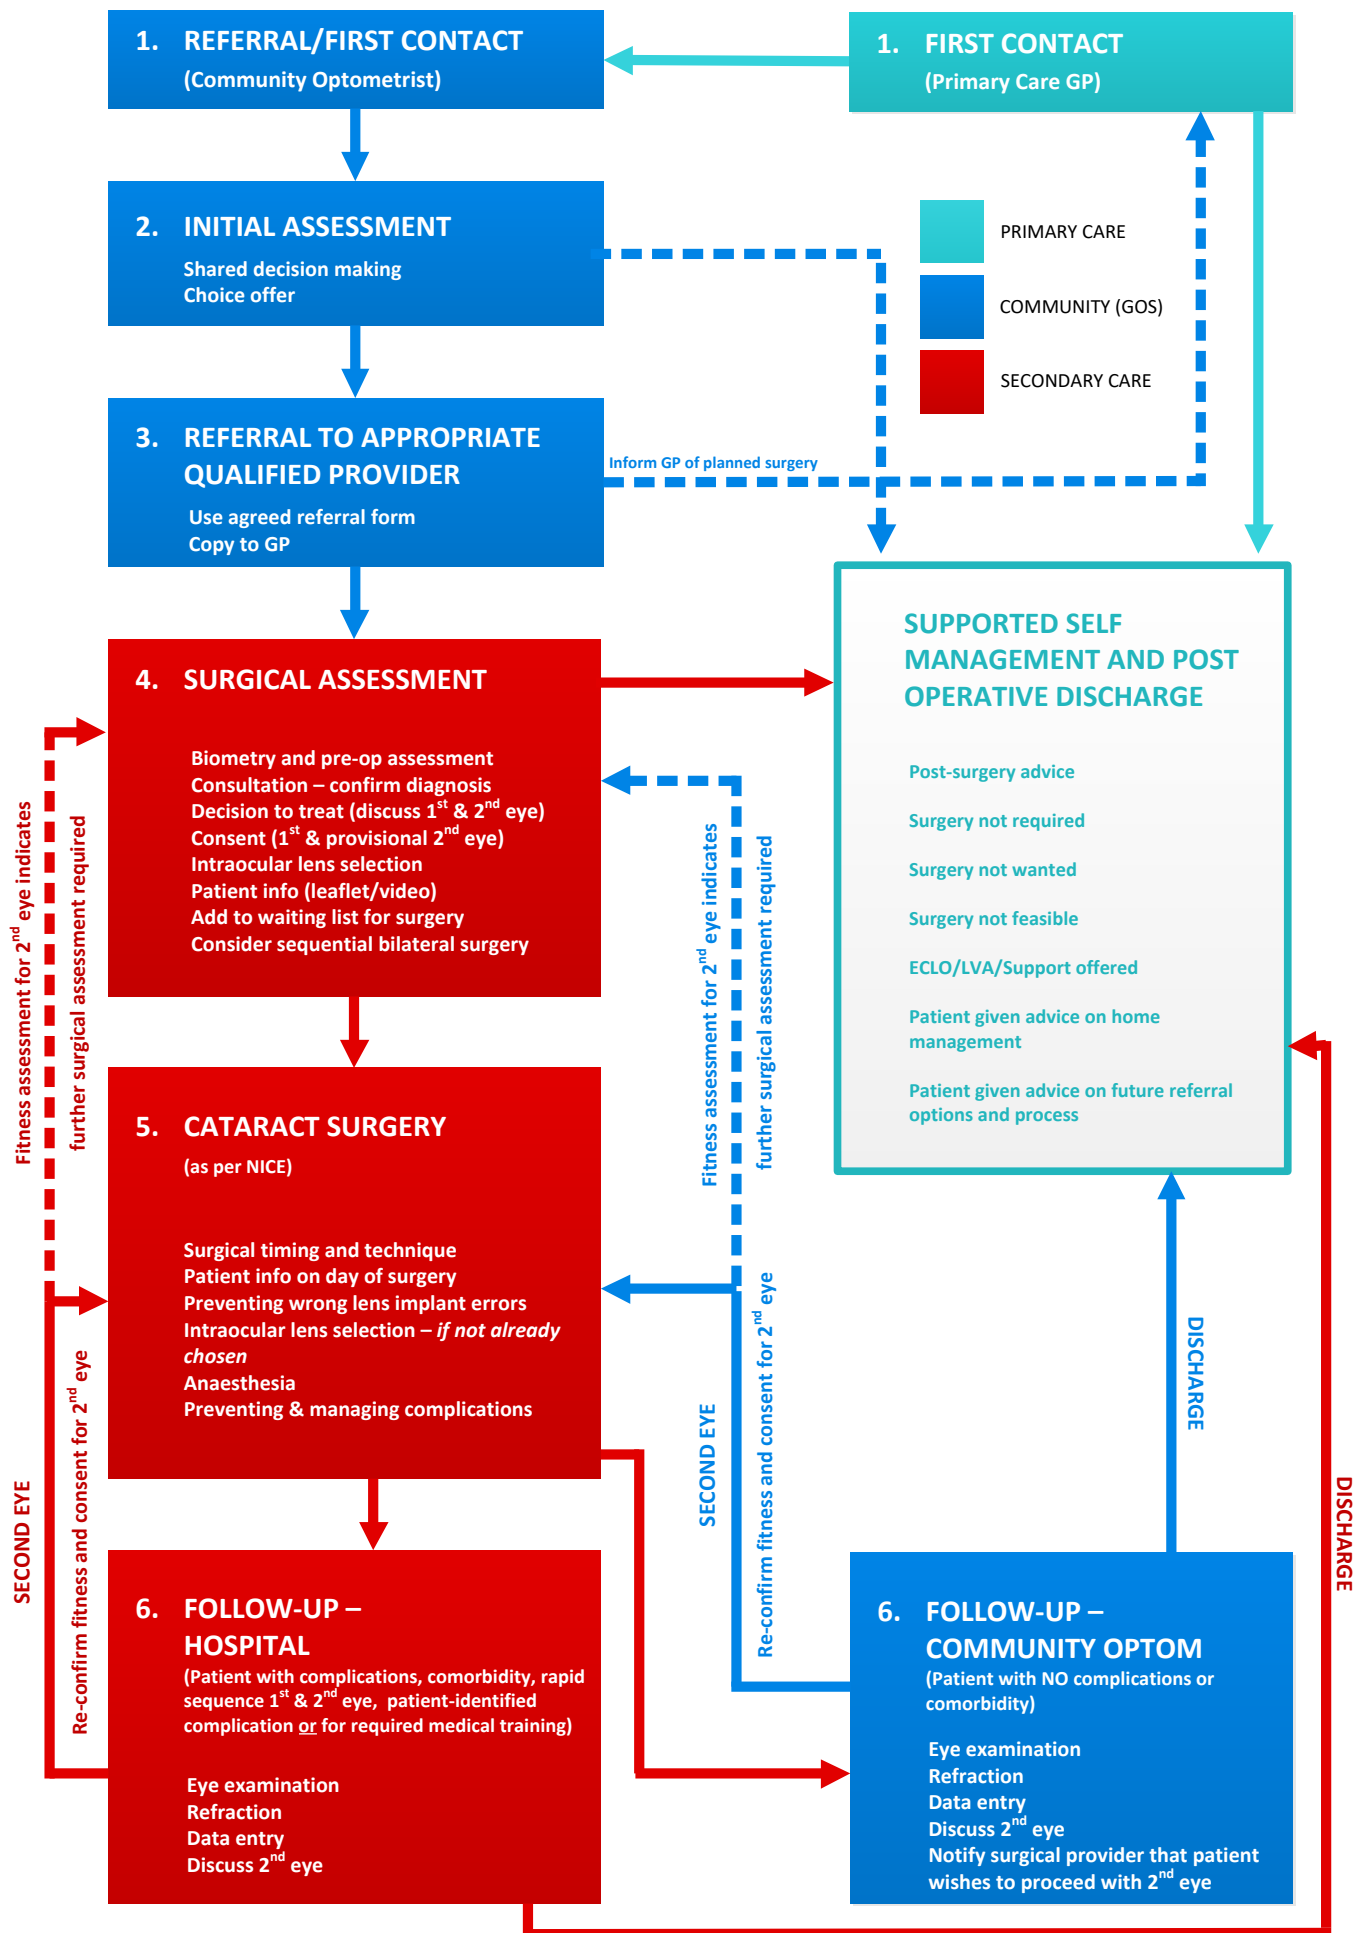 1. REFERRAL/FIRST CONTACT
(Community Optometrist)
1. FIRST CONTACT
(Primary Care GP)
2. INITIAL ASSESSMENT
Shared decision making
Choice offer
PRIMARY CARE
COMMUNITY (GOS)
SECONDARY CARE
3. REFERRAL TO APPROPRIATE
QUALIFIED PROVIDER
Use agreed referral form
Copy to GP
Inform GP of planned surgery
4. SURGICAL ASSESSMENT
Biometry and pre-op assessment
Consultation – confirm diagnosis
Decision to treat (discuss 1st & 2nd eye)
Consent (1st & provisional 2nd eye)
Intraocular lens selection
Patient info (leaflet/video)
Add to waiting list for surgery
Consider sequential bilateral surgery
SUPPORTED SELF
MANAGEMENT AND POST
OPERATIVE DISCHARGE
Post-surgery advice
Surgery not required
Surgery not wanted
Surgery not feasible
ECLO/LVA/Support offered
Patient given advice on home
management
Patient given advice on future referral
options and process
Fitness assessment for 2nd eye indicates
further surgical assessment required
Fitness assessment for 2nd eye indicates
further surgical assessment required
5. CATARACT SURGERY
(as per NICE)
Surgical timing and technique
Patient info on day of surgery
Preventing wrong lens implant errors
Intraocular lens selection – if not already
chosen
Anaesthesia
Preventing & managing complications
SECOND EYE
Re-confirm fitness and consent for 2nd eye
SECOND EYE
Re-confirm fitness and consent for 2nd eye
DISCHARGE
DISCHARGE
6. FOLLOW-UP –
HOSPITAL
(Patient with complications, comorbidity, rapid
sequence 1st & 2nd eye, patient-identified
complication or for required medical training)
Eye examination
Refraction
Data entry
Discuss 2nd eye
6. FOLLOW-UP –
COMMUNITY OPTOM
(Patient with NO complications or
comorbidity)
Eye examination
Refraction
Data entry
Discuss 2nd eye
Notify surgical provider that patient
wishes to proceed with 2nd eye